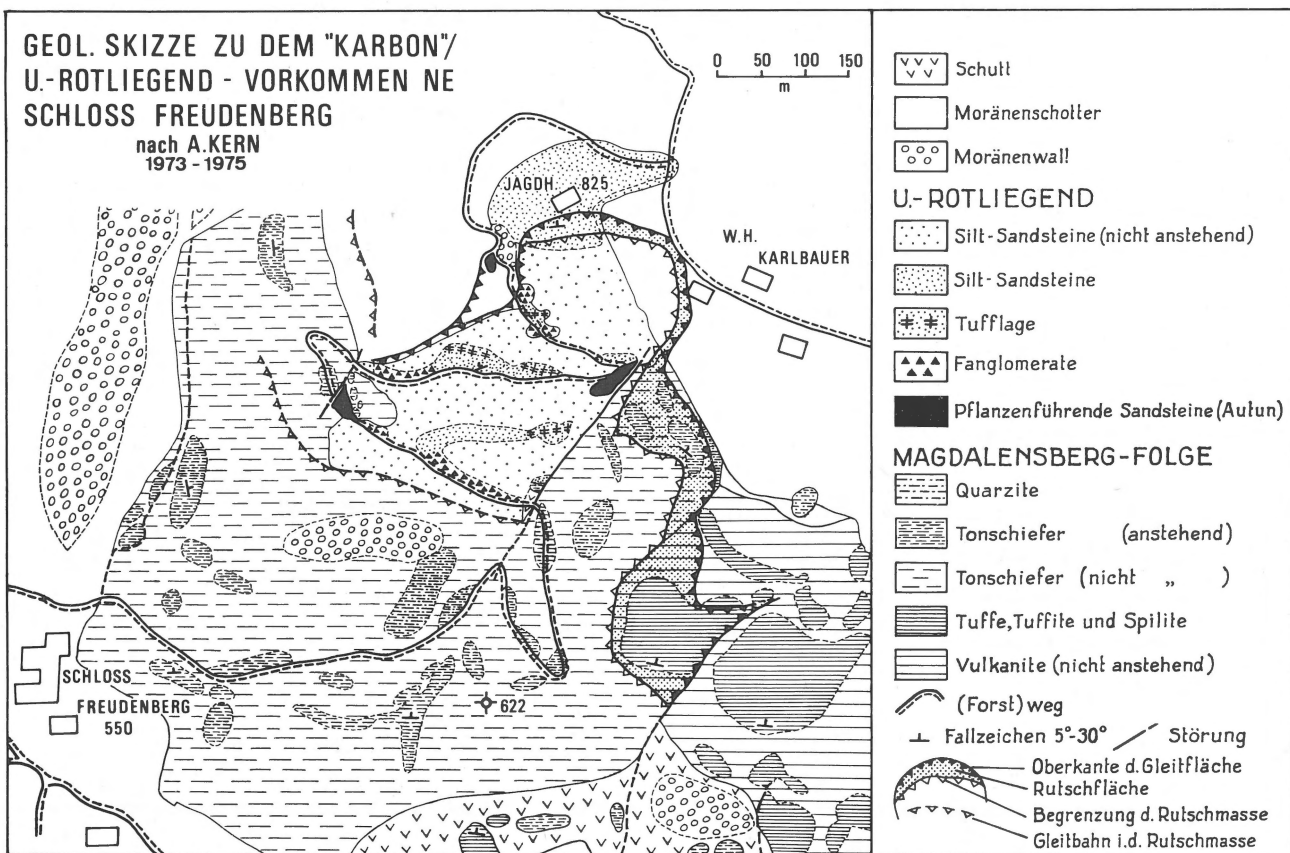 GEOL. SKIZZE ZU DEM "KARBON"/
U.-ROTLIEGEND - VORKOMMEN NE
SCHLOSS FREUDENBERG
nach A.KERN
1973 - 1975
0 50 100 150
m
JAGDH. 825
W.H.
KARLBAUER
622
SCHLOSS
FREUDENBERG
550
Schutt
Moränenschotter
Moränenwall
U.- ROTLIEGEND
Silt-Sandsteine (nicht anstehend)
Silt-Sandsteine
Tufflage
Fanglomerate
Pflanzenführende Sandsteine (Autun)
MAGDALENSBERG-FOLGE
Quarzite
Tonschiefer (anstehend)
Tonschiefer (nicht „ )
Tuffe, Tuffite und Spilite
Vulkanite (nicht anstehend)
(Forst)weg
Fallzeichen 5°-30° Störung
Oberkante d. Gleitfläche
Rutschfläche
Begrenzung d. Rutschmasse
Gleitbahn i.d. Rutschmasse